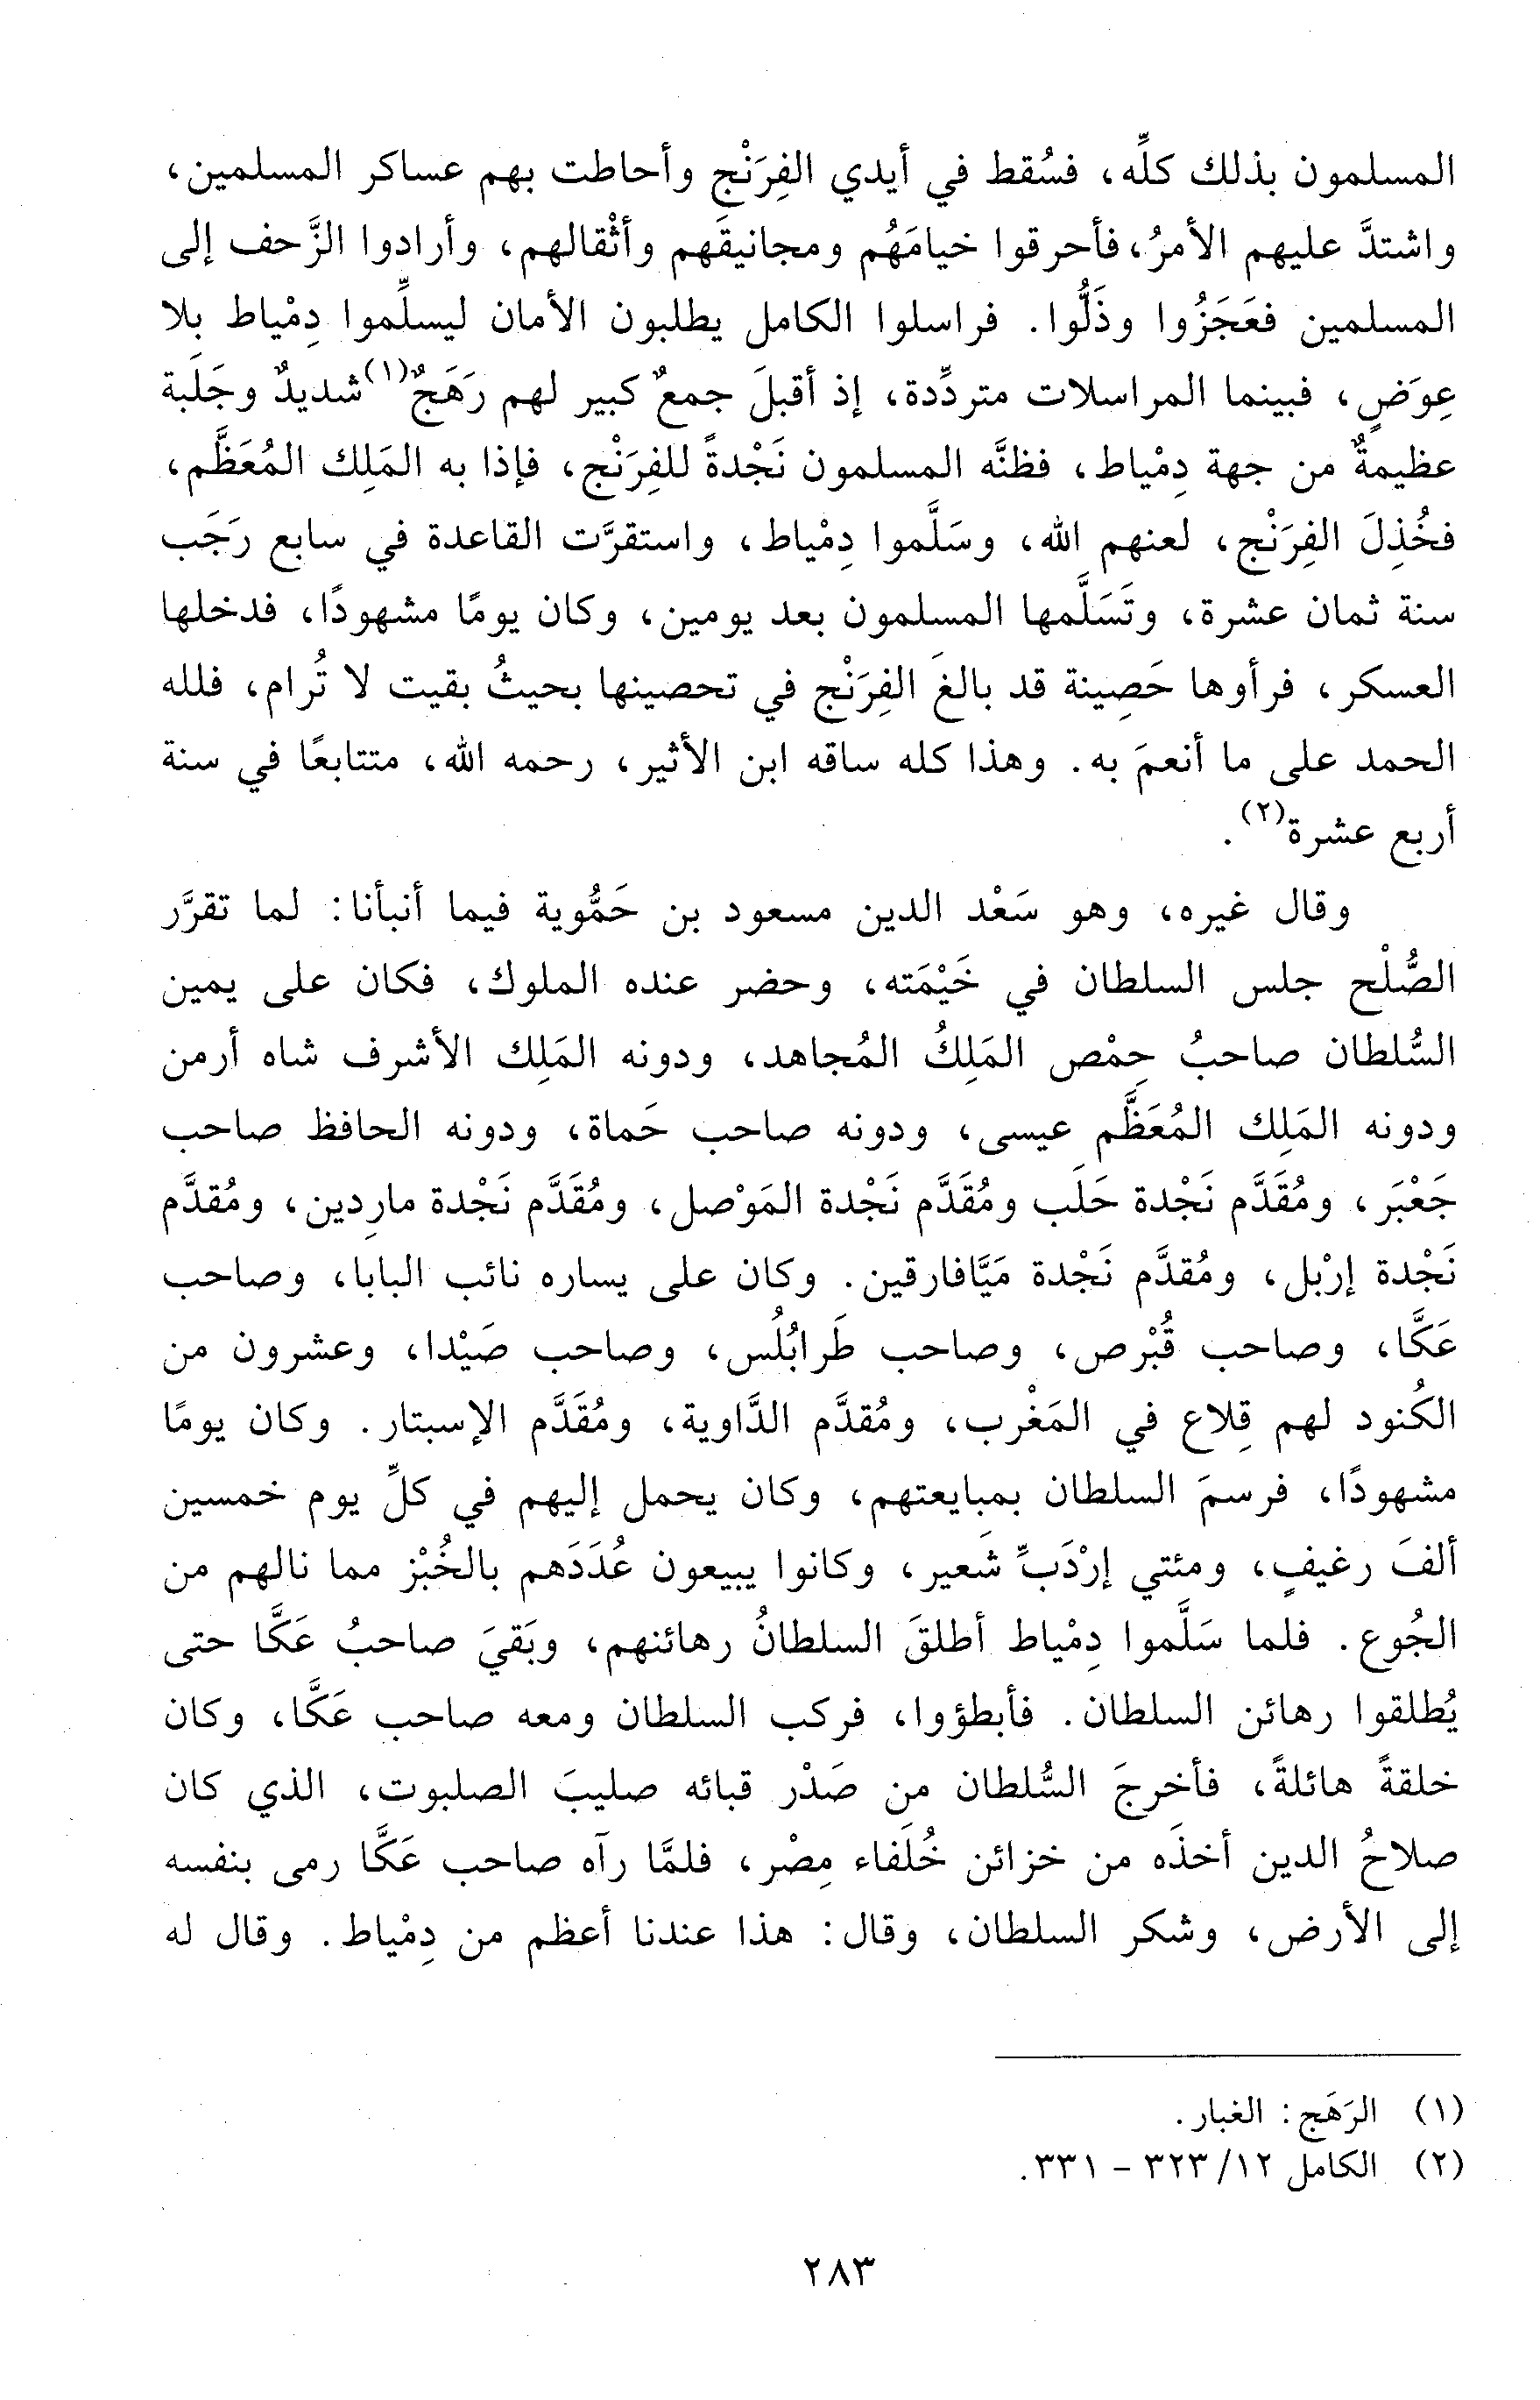 المسلمون بذلك كلِّه، فسُقط في أيدي الفِرَنْج وأحاطت بهم عساكر المسلمين،
واشتدَّ عليهم الأمرُ، فأحرقوا خيامَهُم ومجانيقَهم وأثْقالهم، وأرادوا الزَّحف إلى
المسلمين فعَجَزُوا وذَلُّوا. فراسلوا الكامل يطلبون الأمان ليسلِّموا دِمْياط بلا
عِوَضٍ، فبينما المراسلات متردِّدة، إذ أقبلَ جمعٌ كبير لهم رَهَجٌ(١) شديدٌ وجَلَبة
عظيمةٌ من جهة دِمْياط، فظنَّه المسلمون نَجْدةً للفِرَنْج، فإذا به المَلِك المُعَظَّم،
فخُذِلَ الفِرَنْج، لعنهم الله، وسَلَّموا دِمْياط، واستقرَّت القاعدة في سابع رَجَب
سنة ثمان عشرة، وتَسَلَّمها المسلمون بعد يومين، وكان يومًا مشهودًا، فدخلها
العسكر، فرأوها حَصِينة قد بالغَ الفِرَنْج في تحصينها بحيثُ بقيت لا تُرام، فلله
الحمد على ما أنعمَ به. وهذا كله ساقه ابن الأثير، رحمه الله، متتابعًا في سنة
أربع عشرة(٢).
وقال غيره، وهو سَعْد الدين مسعود بن حَمُّوية فيما أنبأنا: لما تقرَّر
الصُّلْح جلس السلطان في خَيْمَته، وحضر عنده الملوك، فكان على يمين
السُّلطان صاحبُ حِمْص المَلِكُ المُجاهد، ودونه المَلِك الأشرف شاه أرمن
ودونه المَلِك المُعَظَّم عيسى، ودونه صاحب حَماة، ودونه الحافظ صاحب
جَعْبَر، ومُقَدَّم نَجْدة حَلَب ومُقَدَّم نَجْدة المَوْصل، ومُقَدَّم نَجْدة مارِدين، ومُقدَّم
نَجْدة إرْبل، ومُقدَّم نَجْدة مَيَّافارقين. وكان على يساره نائب البابا، وصاحب
عَكَّا، وصاحب قُبْرص، وصاحب طَرابُلُس، وصاحب صَيْدا، وعشرون من
الكُنود لهم قِلاع في المَغْرب، ومُقدَّم الدَّاوية، ومُقَدَّم الإسبتار. وكان يومًا
مشهودًا، فرسمَ السلطان بمبايعتهم، وكان يحمل إليهم في كلِّ يوم خمسين
ألفَ رغيفٍ، ومئتي إرْدَبِّ شَعير، وكانوا يبيعون عُدَدَهم بالخُبْز مما نالهم من
الجُوع. فلما سَلَّموا دِمْياط أطلقَ السلطانُ رهائنهم، وبَقيَ صاحبُ عَكَّا حتى
يُطلقوا رهائن السلطان. فأبطؤوا، فركب السلطان ومعه صاحب عَكَّا، وكان
خلقةً هائلةً، فأخرجَ السُّلطان من صَدْر قبائه صليبَ الصلبوت، الذي كان
صلاحُ الدين أخذَه من خزائن خُلَفاء مِصْر، فلمَّا رآه صاحب عَكَّا رمى بنفسه
إلى الأرض، وشكر السلطان، وقال: هذا عندنا أعظم من دِمْياط. وقال له
(١) الرَهَج: الغبار.
(٢) الكامل ١٢/ ٣٢٣ - ٣٣١.
٢٨٣